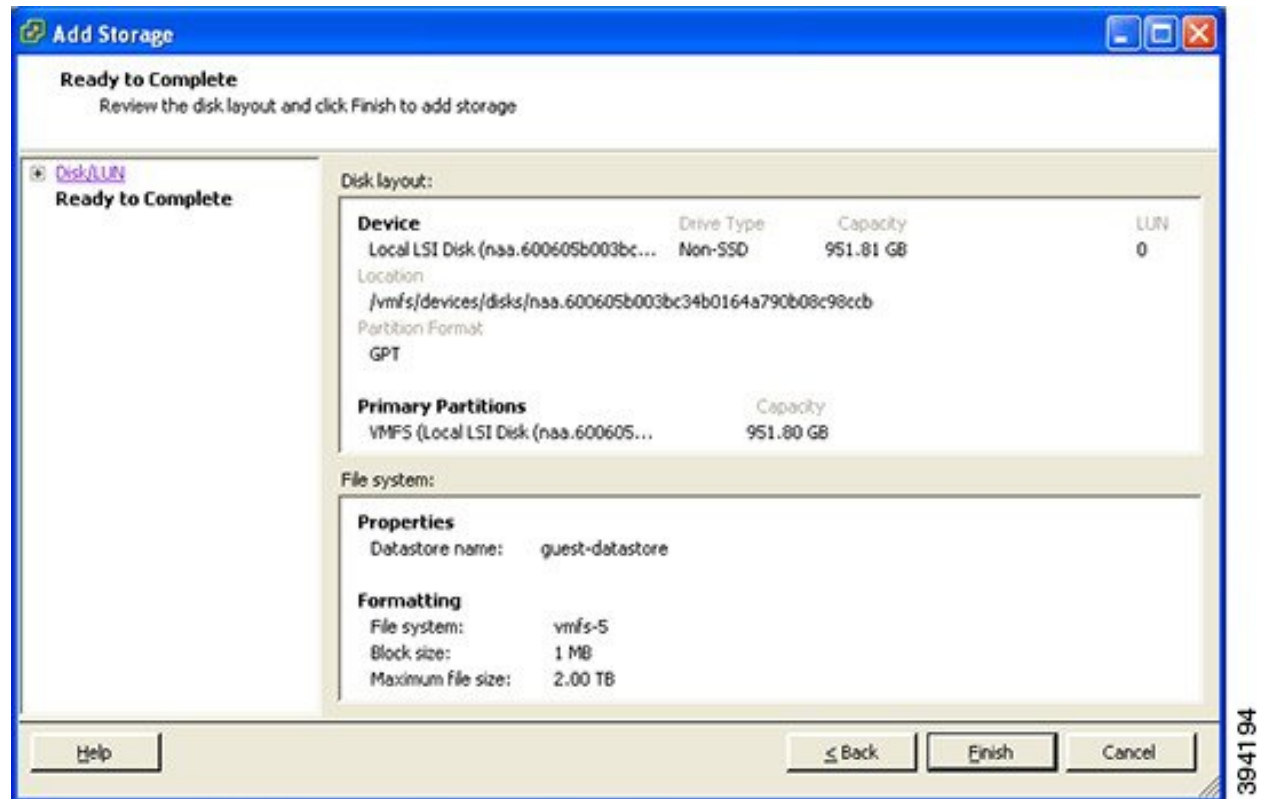 Add Storage
Ready to Complete
Review the disk layout and click Finish to add storage
Disk/LUN
Ready to Complete
Disk layout:
Device Drive Type Capacity LUN
Local LSI Disk (naa.600605b003bc... Non-SSD 951.81 GB 0
Location
/vmfs/devices/disks/naa.600605b003bc34b0164a790b08c98ccb
Partition Format
GPT
Primary Partitions Capacity
VMFS (Local LSI Disk (naa.600605... 951.80 GB
File system:
Properties
Datastore name: guest-datastore
Formatting
File system: vmfs-5
Block size: 1 MB
Maximum file size: 2.00 TB
Help ≤ Back Finish Cancel
394194